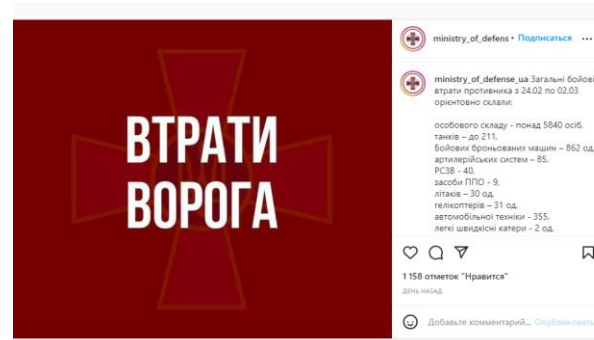 ВТРАТИ
ВОРОГА
ministry_of_defens • Подписаться ...
ministry_of_defense_ua Загальні бойові
втрати противника з 24.02 по 02.03
орієнтовно склали:
особового складу - понад 5840 осіб,
танків – до 211,
Бойових броньованих машин – 862 од,
артилерійських систем – 85,
РСЗВ - 40,
засоби ППО - 9,
літаків – 30 од,
гелікоптерів – 31 од,
автомобільної техніки - 355,
легкі швидкісні катери - 2 од,
1 158 отметок "Нравится"
ДЕНЬ НАЗАД
Добавьте комментарий... Опубликовать